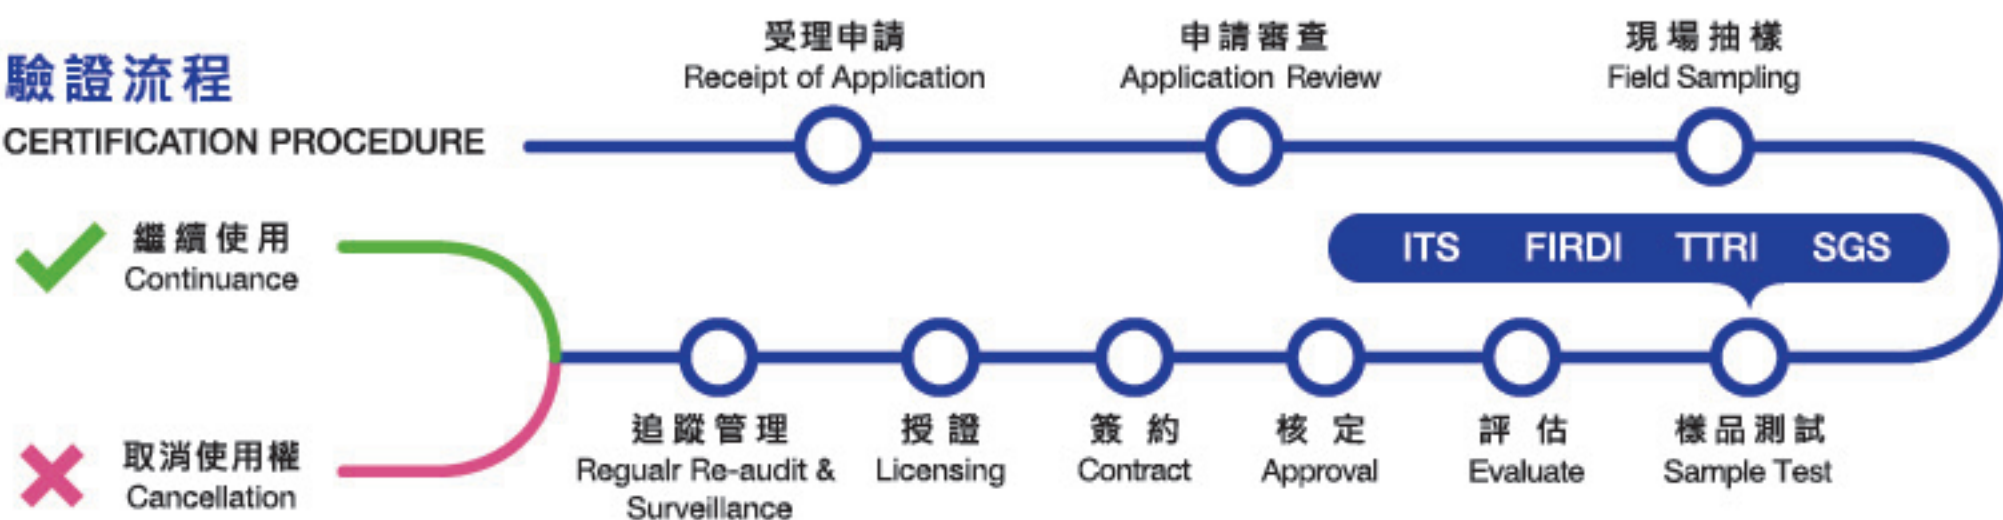 驗證流程
CERTIFICATION PROCEDURE
受理申請
Receipt of Application
申請審查
Application Review
現場抽樣
Field Sampling
ITS FIRDI TTRI SGS
樣品測試
Sample Test
評估
Evaluate
核定
Approval
簽約
Contract
授證
Licensing
追蹤管理
Regualr Re-audit &
Surveillance
繼續使用
Continuance
取消使用權
Cancellation